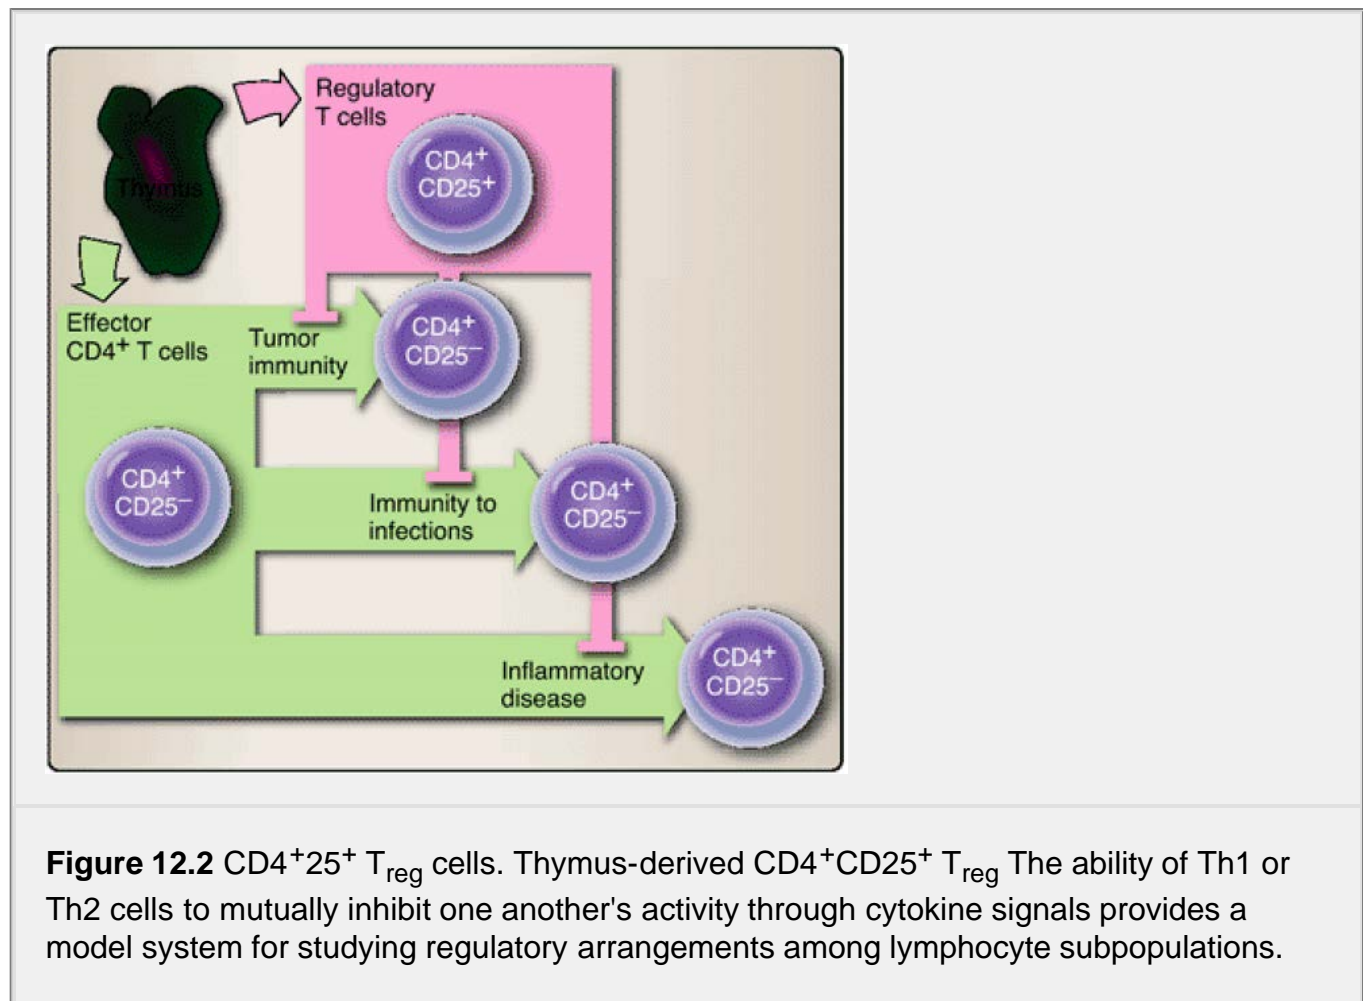 Thymus
Regulatory
T cells
CD4+
CD25+
Effector
CD4+ T cells
Tumor
immunity
CD4+
CD25−
CD4+
CD25−
Immunity to
infections
CD4+
CD25−
Inflammatory
disease
CD4+
CD25−
Figure 12.2 CD4+25+ Treg cells. Thymus-derived CD4+CD25+ Treg The ability of Th1 or
Th2 cells to mutually inhibit one another's activity through cytokine signals provides a
model system for studying regulatory arrangements among lymphocyte subpopulations.